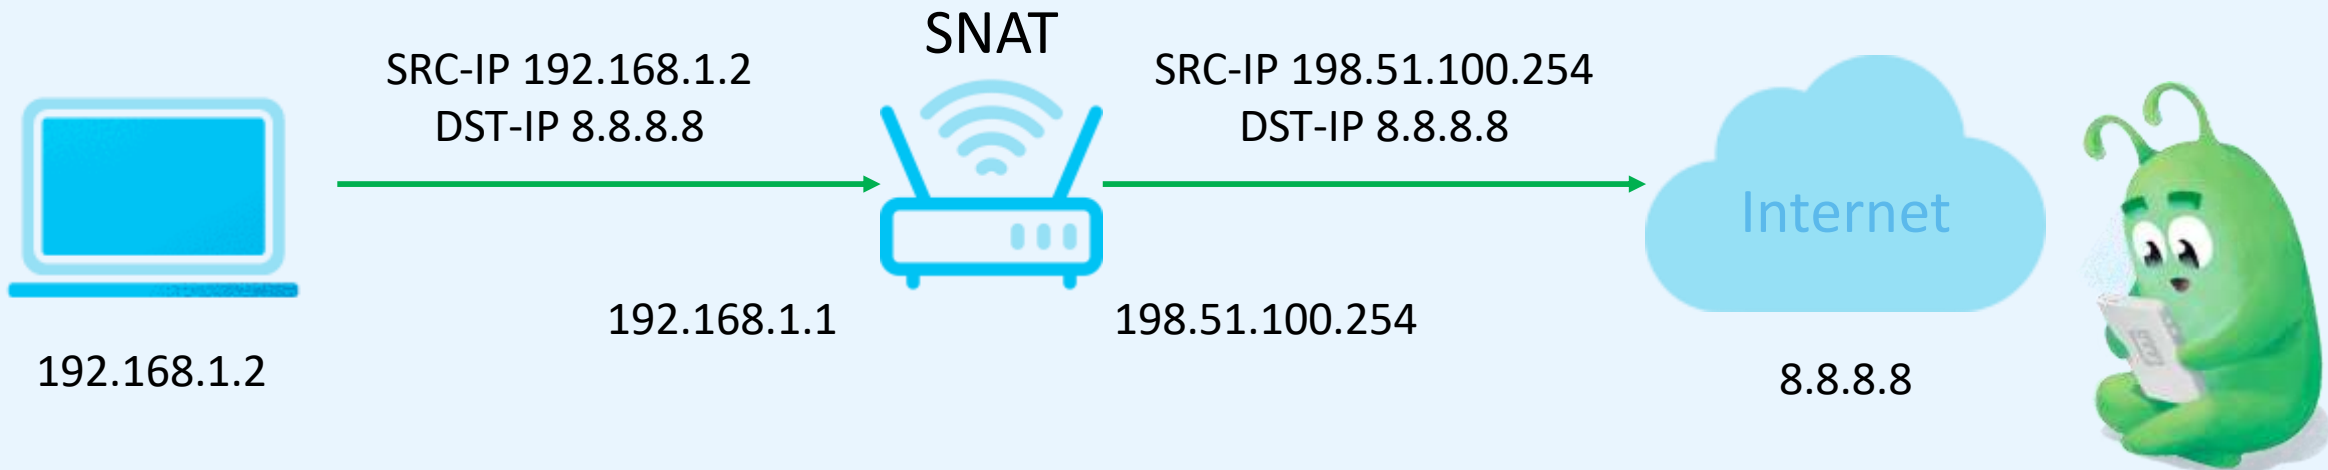 SNAT
SRC-IP 192.168.1.2
DST-IP 8.8.8.8
SRC-IP 198.51.100.254
DST-IP 8.8.8.8
Internet
192.168.1.1
198.51.100.254
192.168.1.2
8.8.8.8